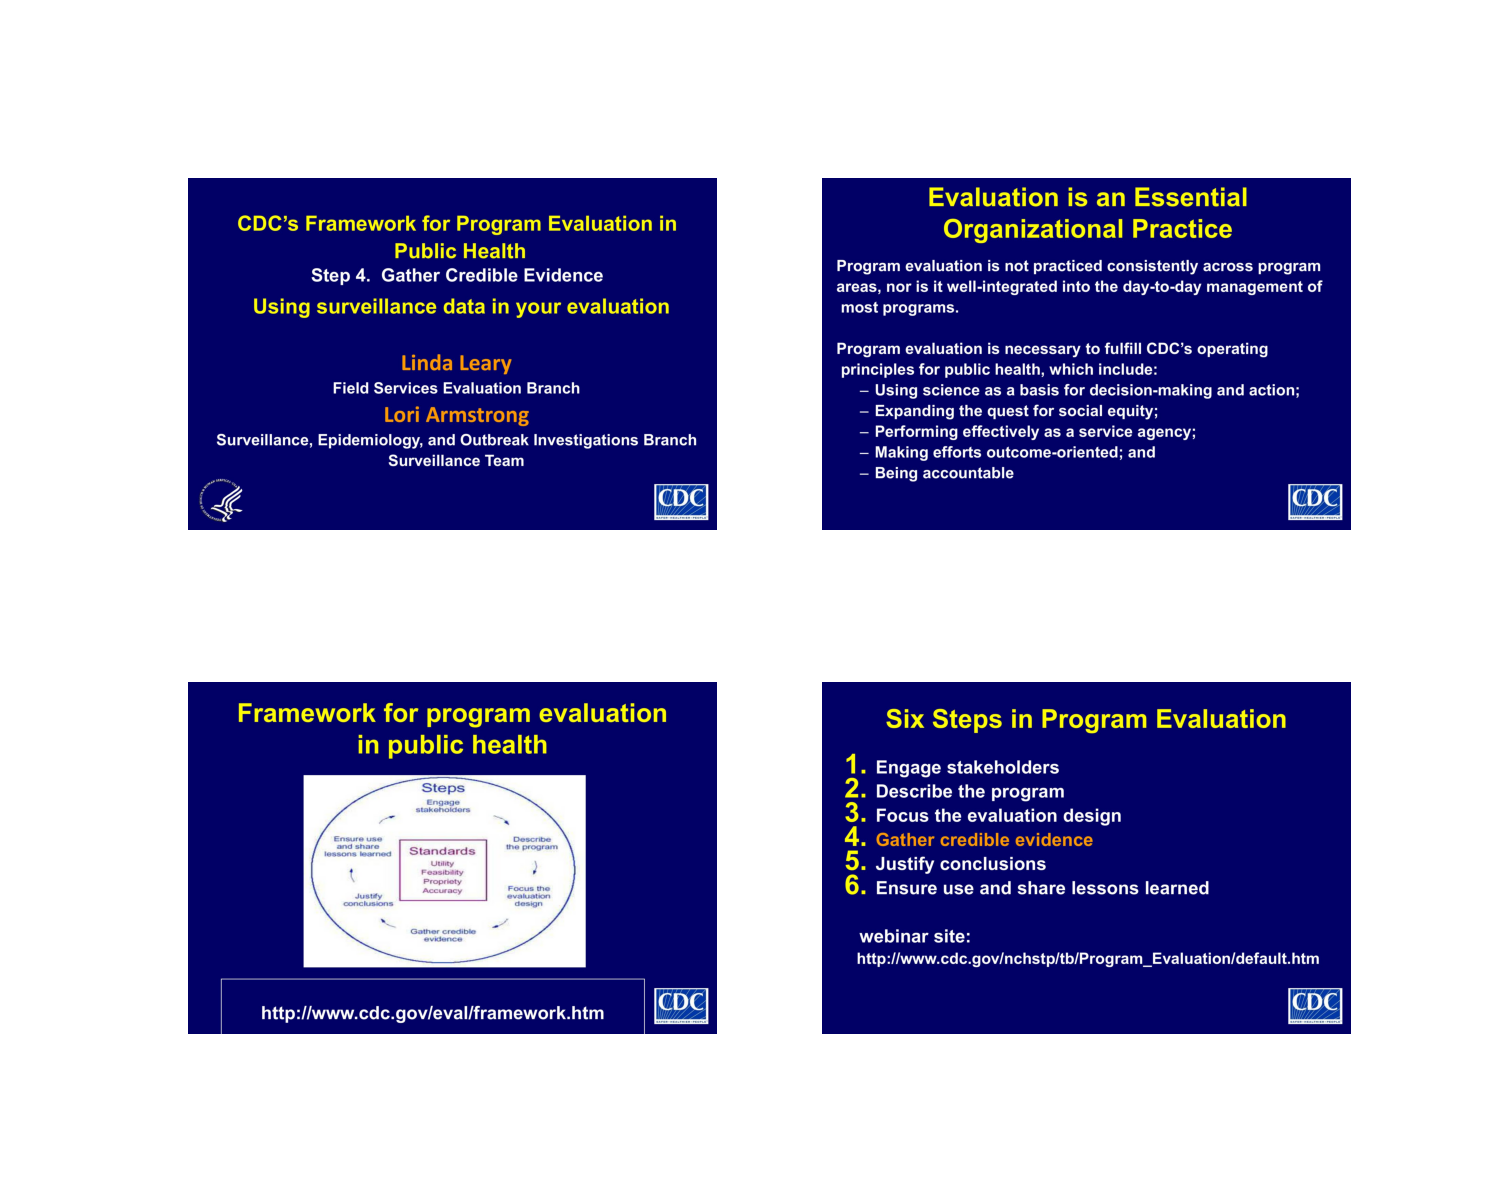 CDC's Framework for Program Evaluation in
Public Health
Step 4.  Gather Credible Evidence
Using surveillance data in your evaluation
Linda Leary
Field Services Evaluation Branch
Lori Armstrong
Surveillance, Epidemiology, and Outbreak Investigations Branch
Surveillance Team
CDC
Evaluation is an Essential
Organizational Practice
Program evaluation is not practiced consistently across program
areas, nor is it well-integrated into the day-to-day management of
most programs.
Program evaluation is necessary to fulfill CDC's operating
principles for public health, which include:
– Using science as a basis for decision-making and action;
– Expanding the quest for social equity;
– Performing effectively as a service agency;
– Making efforts outcome-oriented; and
– Being accountable
CDC
Framework for program evaluation
in public health
Steps
Engage
stakeholders
Describe
the program
Focus the
evaluation
design
Gather credible
evidence
Justify
conclusions
Ensure use
and share
lessons learned
Standards
Utility
Feasibility
Propriety
Accuracy
http://www.cdc.gov/eval/framework.htm
CDC
Six Steps in Program Evaluation
1. Engage stakeholders
2. Describe the program
3. Focus the evaluation design
4. Gather credible evidence
5. Justify conclusions
6. Ensure use and share lessons learned
webinar site:
http://www.cdc.gov/nchstp/tb/Program_Evaluation/default.htm
CDC